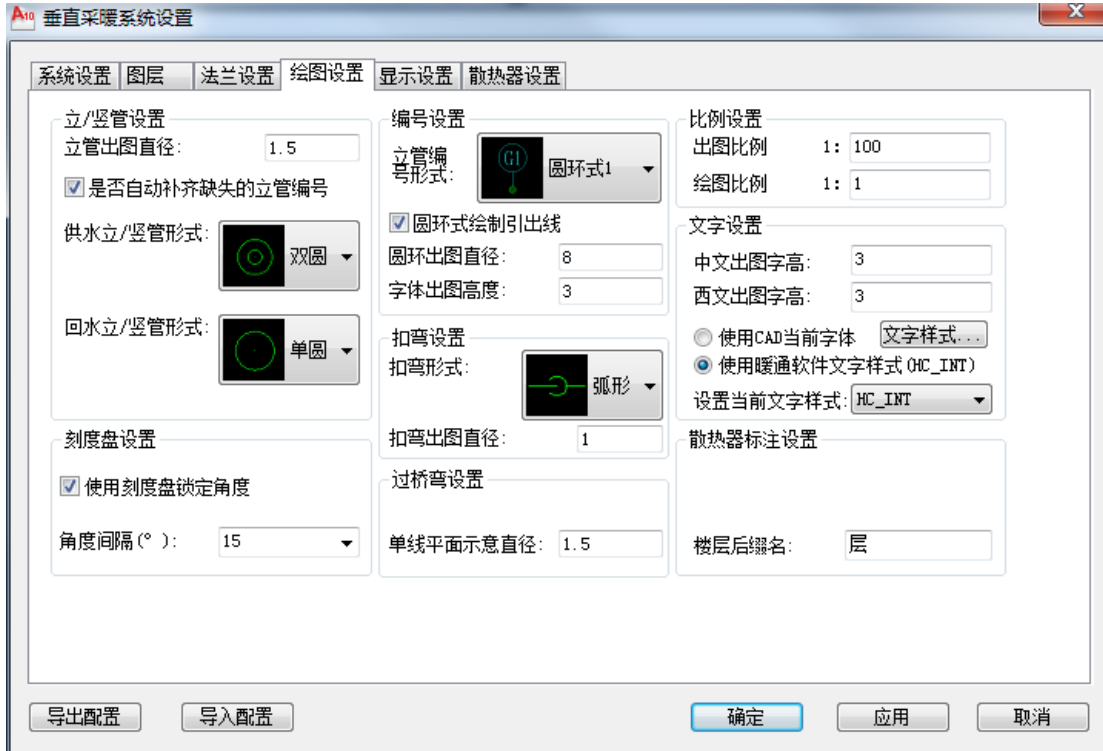 A10 垂直采暖系统设置
系统设置 图层 法兰设置 绘图设置 显示设置 散热器设置
立/竖管设置
立管出图直径: 1.5
是否自动补齐缺失的立管编号
供水立/竖管形式: 双圆
回水立/竖管形式: 单圆
刻度盘设置
使用刻度盘锁定角度
角度间隔(°): 15
编号设置
立管编
号形式: G1 圆环式1
圆环式绘制引出线
圆环出图直径: 8
字体出图高度: 3
扣弯设置
扣弯形式: 弧形
扣弯出图直径: 1
过桥弯设置
单线平面示意直径: 1.5
比例设置
出图比例 1: 100
绘图比例 1: 1
文字设置
中文出图字高: 3
西文出图字高: 3
使用CAD当前字体 文字样式...
使用暖通软件文字样式(HC_INT)
设置当前文字样式: HC_INT
散热器标注设置
楼层后缀名: 层
导出配置 导入配置 确定 应用 取消